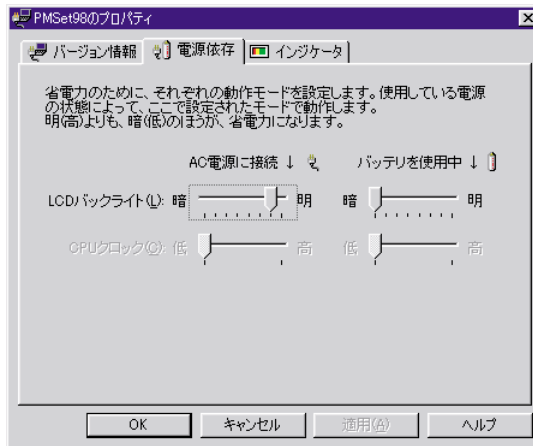 PMSet98のプロパティ
バージョン情報 電源依存 インジケータ
省電力のために、それぞれの動作モードを設定します。使用している電源
の状態によって、ここで設定されたモードで動作します。
明(高)よりも、暗(低)のほうが、省電力になります。
AC電源に接続 ↓ バッテリを使用中 ↓
LCDバックライト(L): 暗 明 暗 明
CPUクロック(C): 低 高 低 高
OK キャンセル 適用(A) ヘルプ